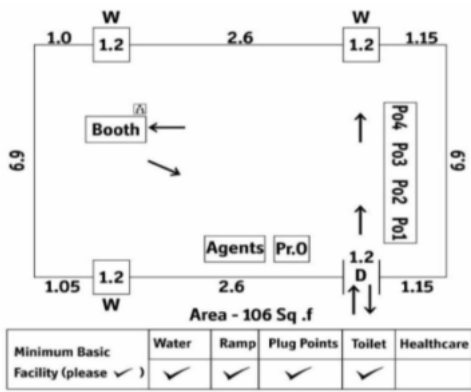 W W
1.0 1.2 2.6 1.2 1.15
Booth
6.9 6.9
Po4 Po3 Po2 Po1
Agents Pr.O
1.2
D
1.05 1.2 2.6 1.15
W
Area - 106 Sq .f
Minimum Basic Facility (please ✓ ) Water Ramp Plug Points Toilet Healthcare
✓ ✓ ✓ ✓